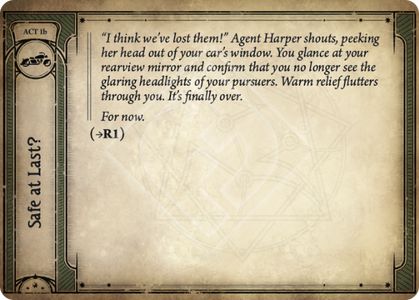 ACT 1b
Safe at Last?
“I think we’ve lost them!” Agent Harper shouts, peeking
her head out of your car’s window. You glance at your
rearview mirror and confirm that you no longer see the
glaring headlights of your pursuers. Warm relief flutters
through you. It’s finally over.
For now.
(→R1)